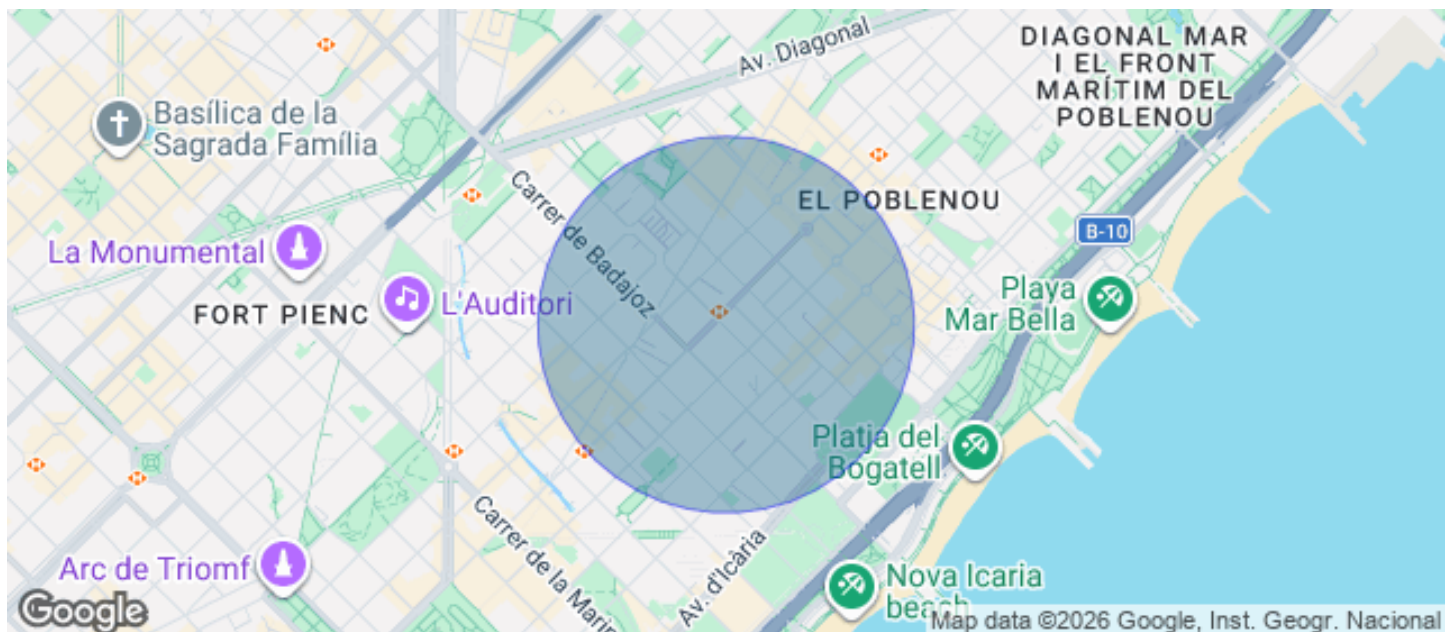 DIAGONAL MAR
I EL FRONT
MARÍTIM DEL
POBLENOU
Av. Diagonal
Basílica de la
Sagrada Família
Carrer de Badajoz
EL POBLENOU
B-10
La Monumental
FORT PIENC
L'Auditori
Playa
Mar Bella
Platja del
Bogatell
Carrer de la Marin
Av. d'Icària
Arc de Triomf
Nova Icaria
beach
Google
Map data ©2026 Google, Inst. Geogr. Nacional